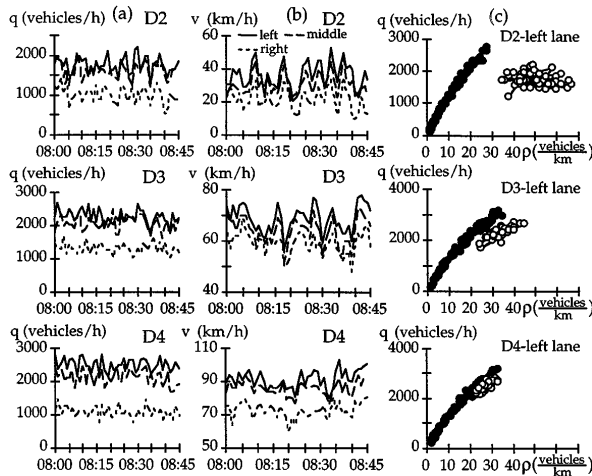 q (vehicles/h) (a) D2
2000
1000
0
08:00 08:15 08:30 08:45
v (km/h) (b) D2
left middle
right
60
40
20
0
08:00 08:15 08:30 08:45
q (vehicles/h) (c)
D2-left lane
3000
2000
1000
0
0 10 20 30 40 ρ(vehicles/km) 60
q (vehicles/h) D3
3000
2000
1000
0
08:00 08:15 08:30 08:45
v (km/h) D3
80
60
40
08:00 08:15 08:30 08:45
q (vehicles/h)
D3-left lane
4000
2000
0
0 10 20 30 40 ρ(vehicles/km) 60
q (vehicles/h) D4
3000
2000
1000
0
08:00 08:15 08:30 08:45
v (km/h) D4
110
90
70
50
08:00 08:15 08:30 08:45
q (vehicles/h)
D4-left lane
4000
2000
0
0 10 20 30 40 ρ(vehicles/km) 60